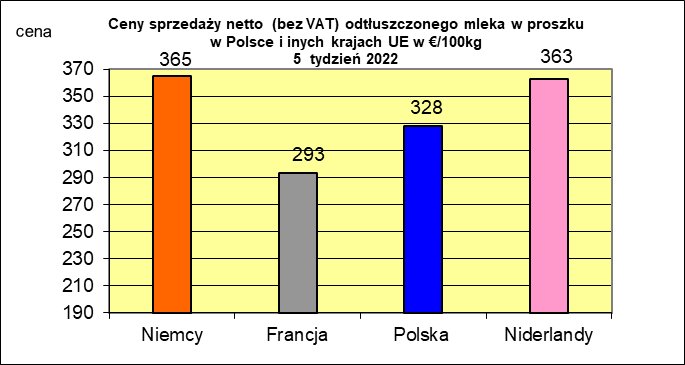 Ceny sprzedaży netto (bez VAT) odtłuszczonego mleka w proszku
w Polsce i inych krajach UE w €/100kg
5 tydzień 2022
cena
365
293
328
363
370
350
330
310
290
270
250
230
210
190
Niemcy Francja Polska Niderlandy